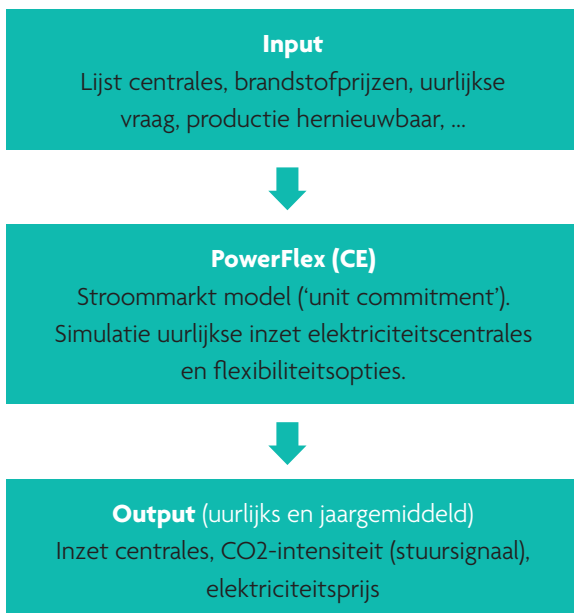 Input
Lijst centrales, brandstofprijzen, uurlijkse
vraag, productie hernieuwbaar, ...
PowerFlex (CE)
Stroommarkt model (‘unit commitment’).
Simulatie uurlijkse inzet elektriciteitscentrales
en flexibiliteitsopties.
Output (uurlijks en jaargemiddeld)
Inzet centrales, CO2-intensiteit (stuursignaal),
elektriciteitsprijs